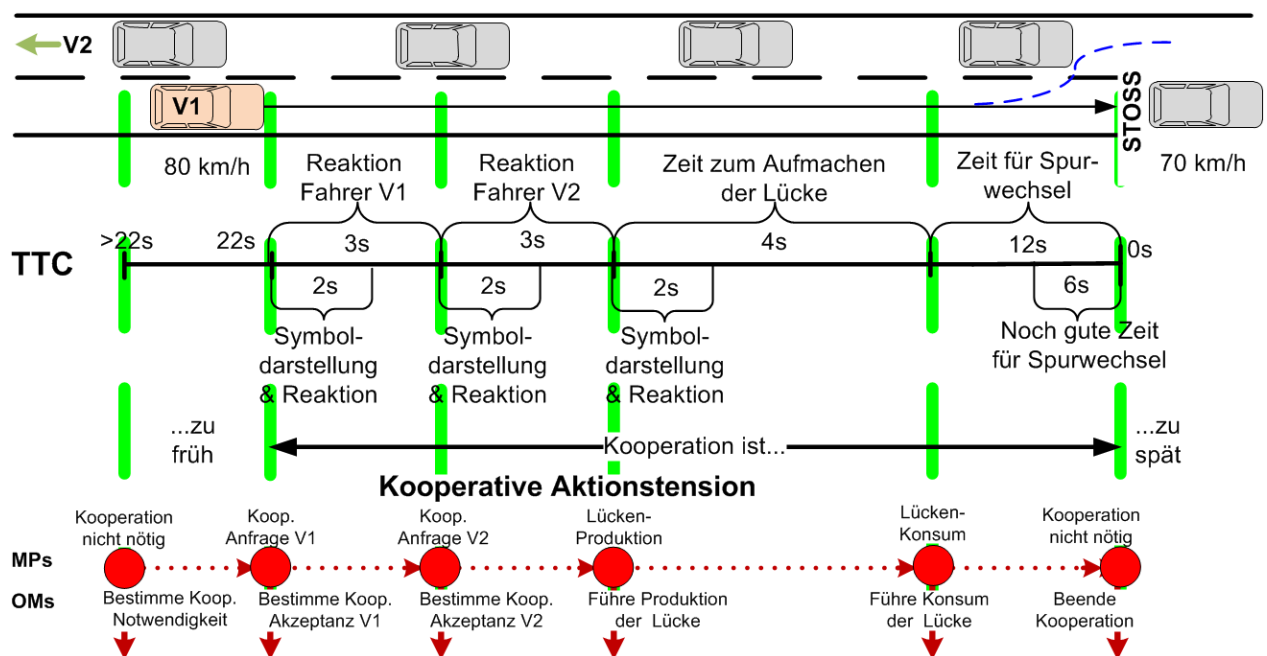 V2
V1
STOSS
80 km/h
Reaktion
Fahrer V1
Reaktion
Fahrer V2
Zeit zum Aufmachen
der Lücke
Zeit für Spur-
wechsel
70 km/h
TTC
>22s
22s
3s
3s
4s
12s
0s
2s
2s
2s
6s
Symbol-
darstellung
& Reaktion
Symbol-
darstellung
& Reaktion
Symbol-
darstellung
& Reaktion
Noch gute Zeit
für Spurwechsel
...zu
früh
Kooperation ist...
...zu
spät
Kooperative Aktionstension
MPs
Kooperation
nicht nötig
Koop.
Anfrage V1
Koop.
Anfrage V2
Lücken-
Produktion
Lücken-
Konsum
Kooperation
nicht nötig
OMs
Bestimme Koop.
Notwendigkeit
Bestimme Koop.
Akzeptanz V1
Bestimme Koop.
Akzeptanz V2
Führe Produktion
der Lücke
Führe Konsum
der Lücke
Beende
Kooperation